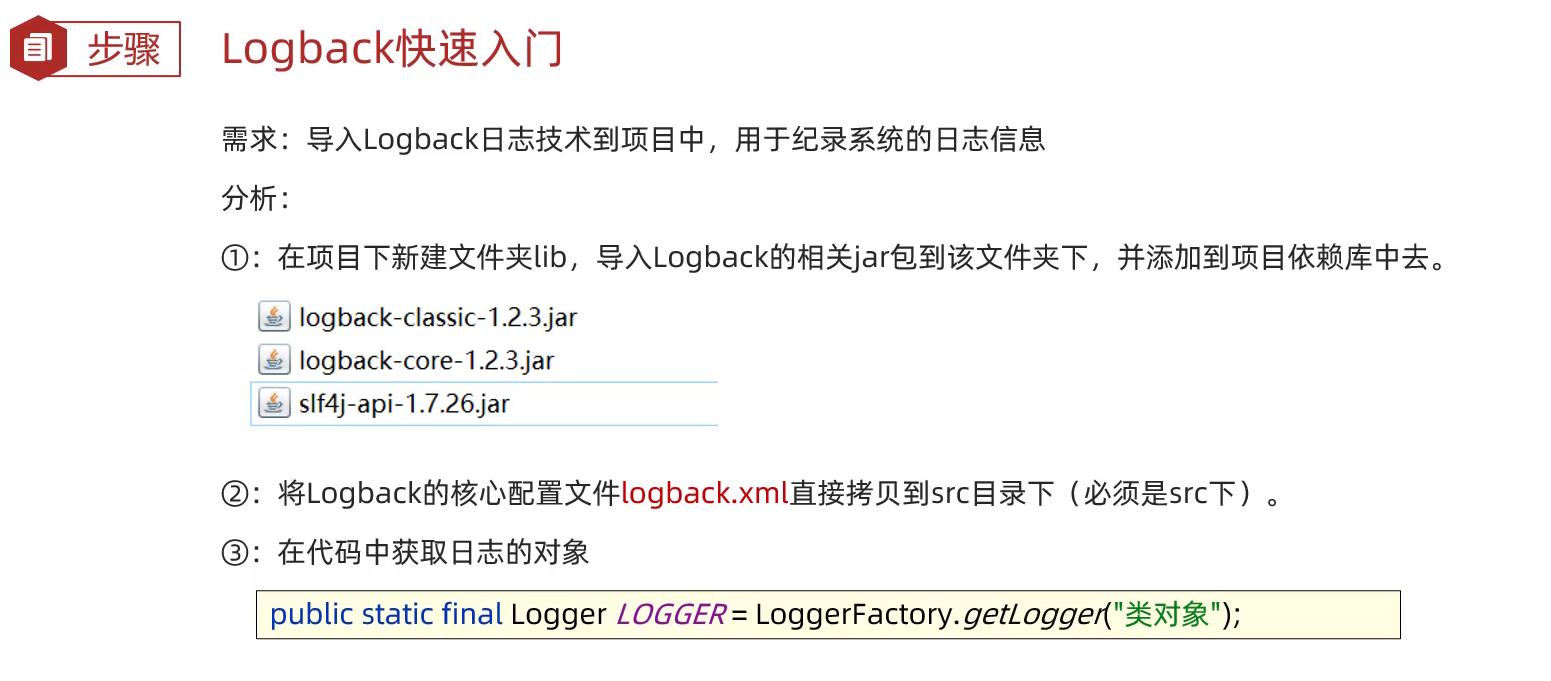 步骤
Logback快速入门
需求：导入Logback日志技术到项目中，用于纪录系统的日志信息
分析：
①：在项目下新建文件夹lib，导入Logback的相关jar包到该文件夹下，并添加到项目依赖库中去。
logback-classic-1.2.3.jar
logback-core-1.2.3.jar
slf4j-api-1.7.26.jar
②：将Logback的核心配置文件logback.xml直接拷贝到src目录下（必须是src下）。
③：在代码中获取日志的对象
public static final Logger LOGGER = LoggerFactory.getLogger("类对象");